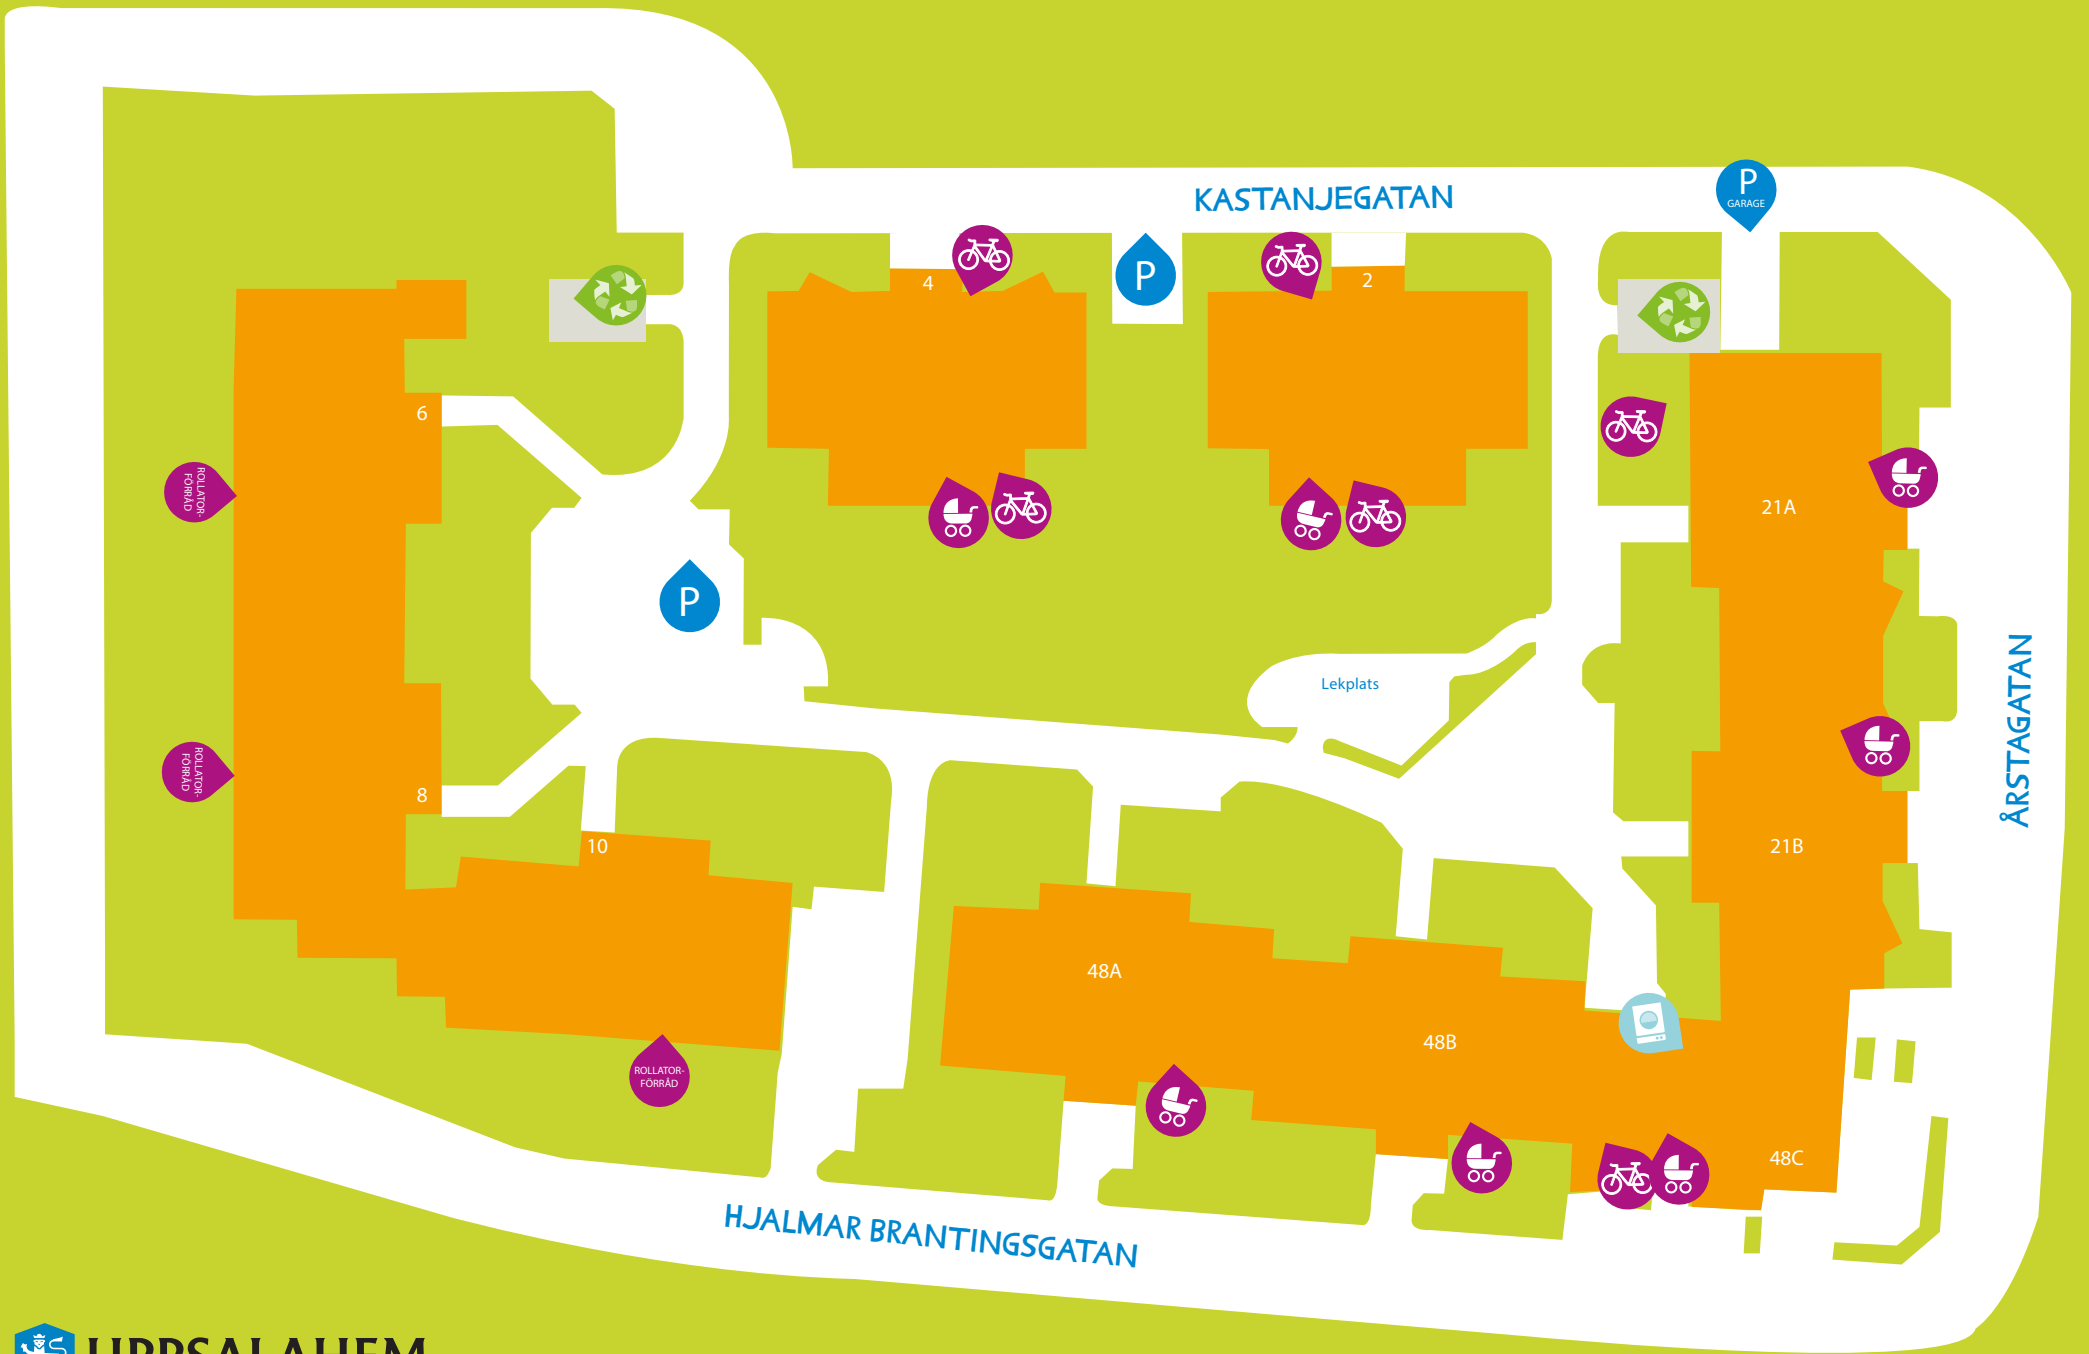 P
GARAGE
KASTANJEGATAN
4
P
2
6
ROLLATOR-
FÖRRÅD
21A
P
Lekplats
ÅRSTAGATAN
ROLLATOR-
FÖRRÅD
8
10
21B
48A
48B
ROLLATOR-
FÖRRÅD
48C
HJALMAR BRANTINGSGATAN
UPPSALAHEM